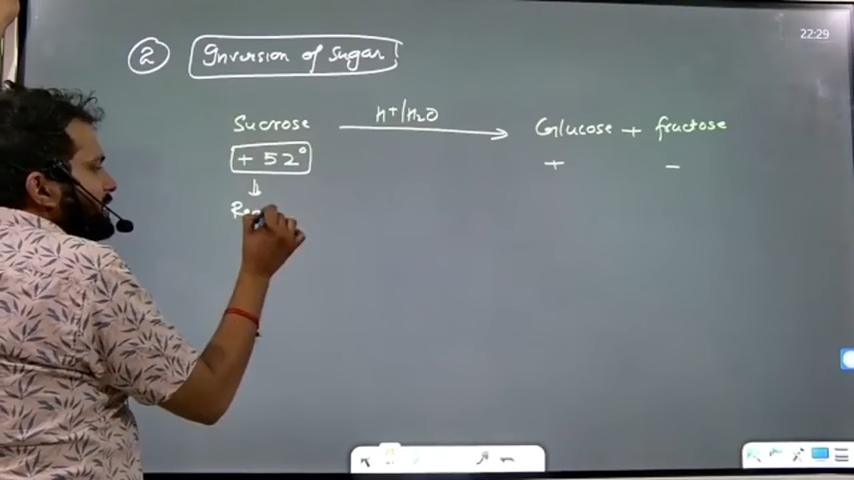 22:29
2 Inversion of Sugar
Sucrose H+/H2O Glucose + fructose
+ 52° + −